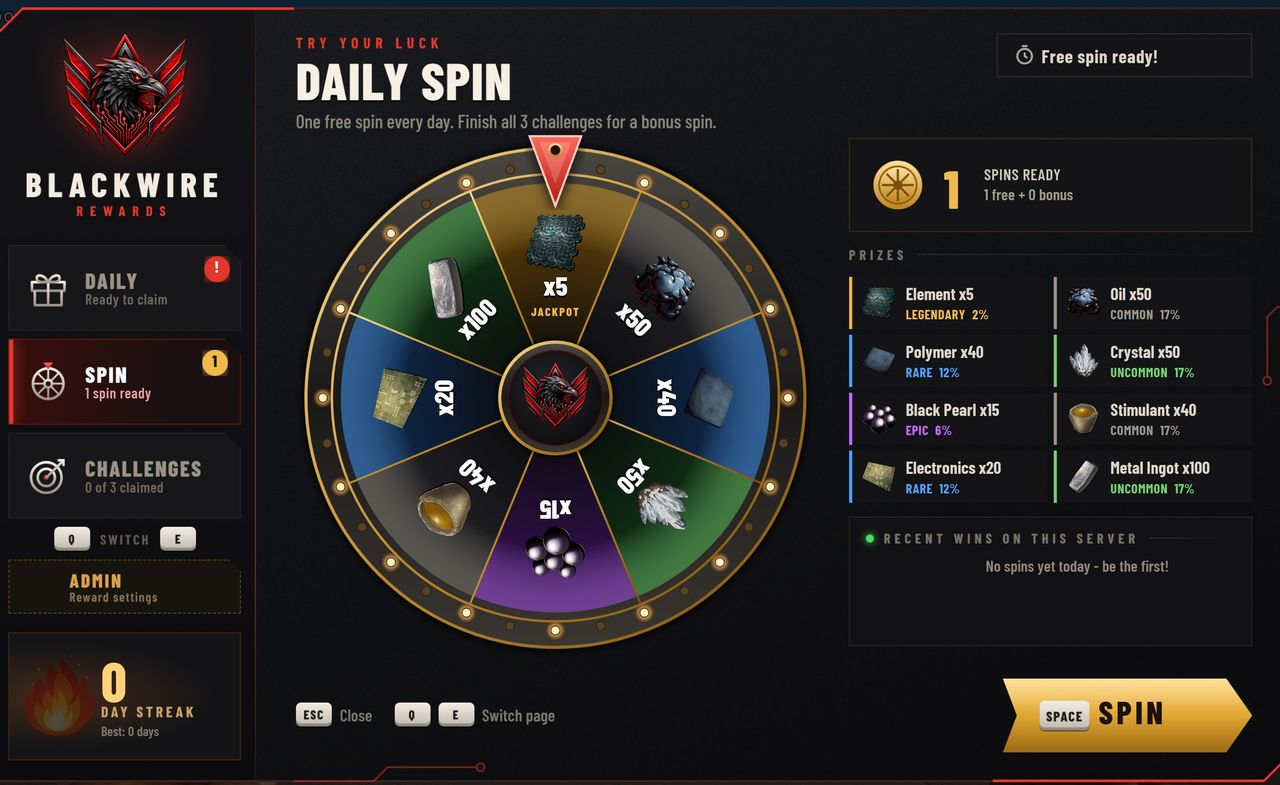 BLACKWIRE
REWARDS
DAILY
Ready to claim
!
SPIN
1 spin ready
1
CHALLENGES
0 of 3 claimed
Q SWITCH E
ADMIN
Reward settings
0
DAY STREAK
Best: 0 days
TRY YOUR LUCK
DAILY SPIN
One free spin every day. Finish all 3 challenges for a bonus spin.
x5
JACKPOT
x50
x40
x50
x15
x40
x20
x100
ESC Close Q E Switch page
Free spin ready!
1
SPINS READY
1 free + 0 bonus
PRIZES
Element x5
LEGENDARY 2%
Oil x50
COMMON 17%
Polymer x40
RARE 12%
Crystal x50
UNCOMMON 17%
Black Pearl x15
EPIC 6%
Stimulant x40
COMMON 17%
Electronics x20
RARE 12%
Metal Ingot x100
UNCOMMON 17%
RECENT WINS ON THIS SERVER
No spins yet today - be the first!
SPACE SPIN